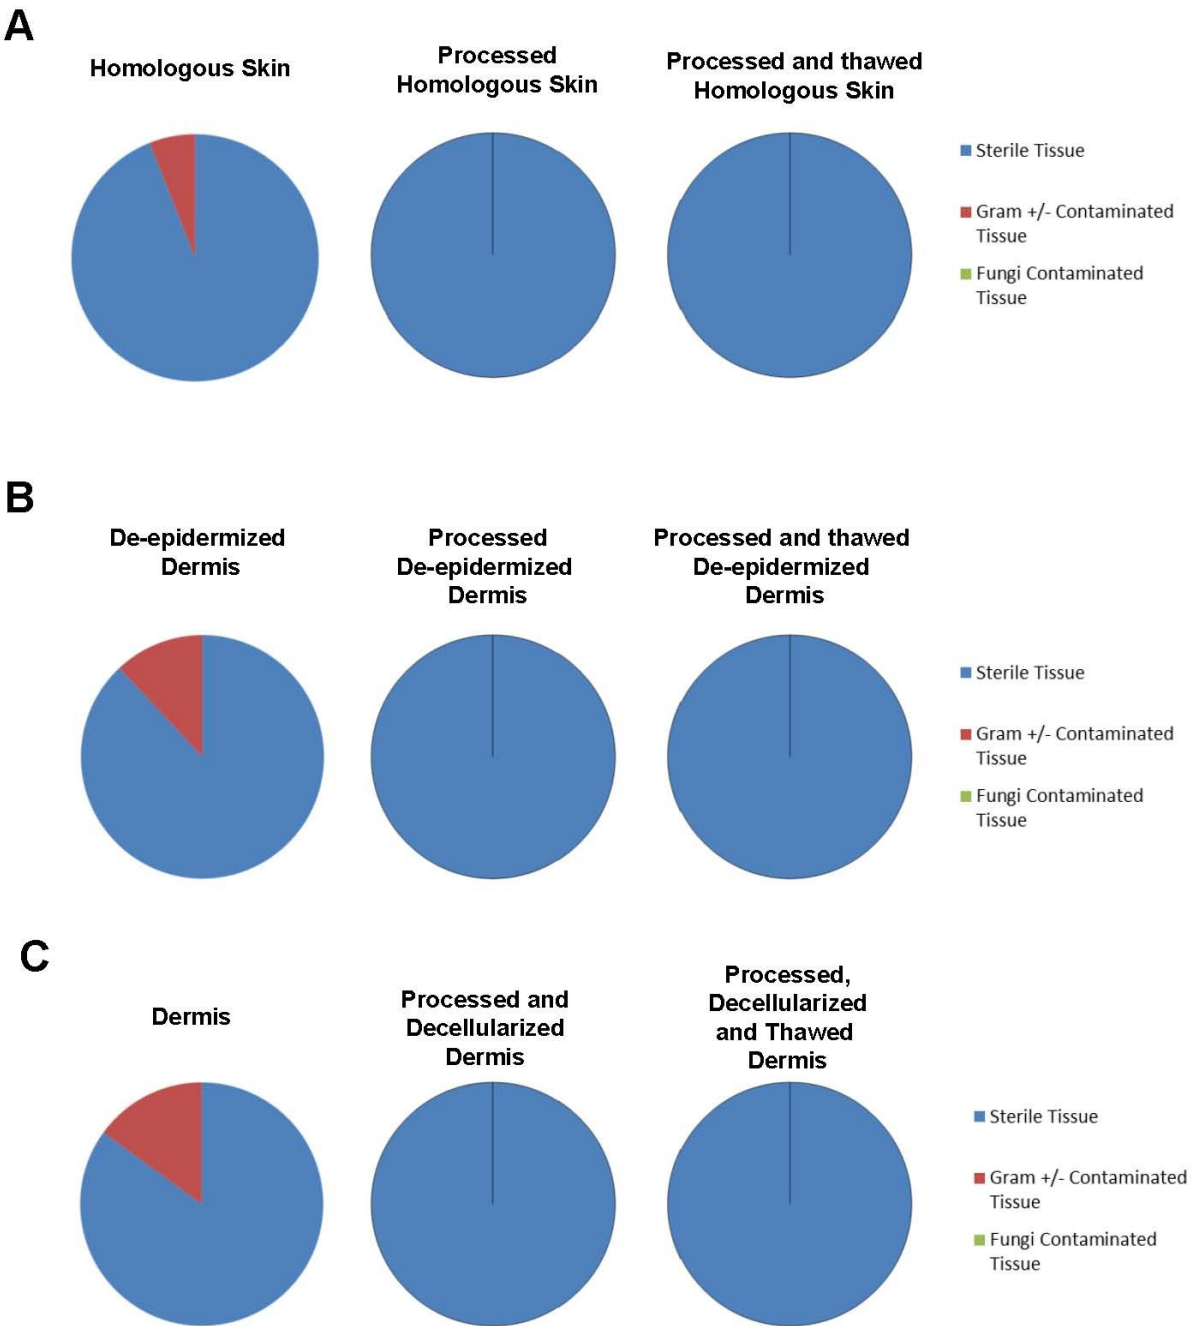 A
Homologous Skin
Processed
Homologous Skin
Processed and thawed
Homologous Skin
Sterile Tissue
Gram +/- Contaminated
Tissue
Fungi Contaminated
Tissue
B
De-epidermized
Dermis
Processed
De-epidermized
Dermis
Processed and thawed
De-epidermized
Dermis
Sterile Tissue
Gram +/- Contaminated
Tissue
Fungi Contaminated
Tissue
C
Dermis
Processed and
Decellularized
Dermis
Processed,
Decellularized
and Thawed
Dermis
Sterile Tissue
Gram +/- Contaminated
Tissue
Fungi Contaminated
Tissue